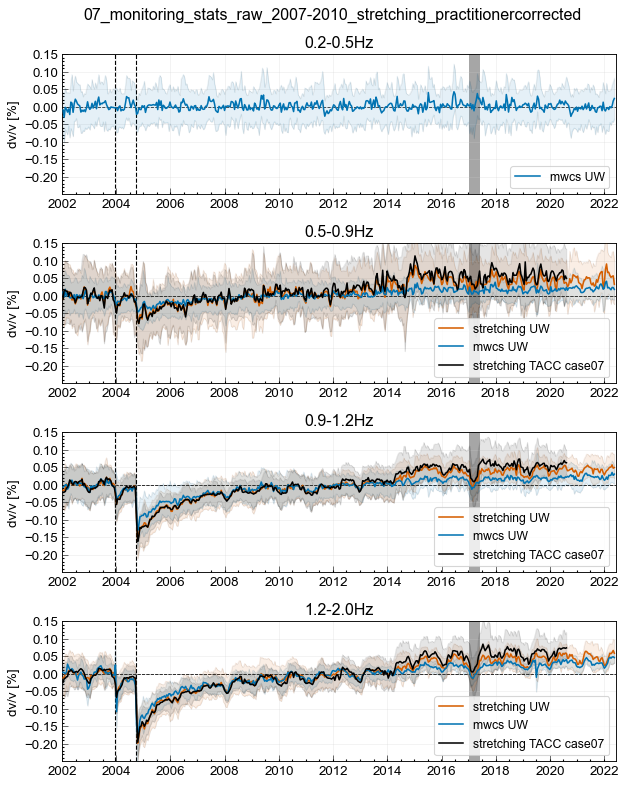 07_monitoring_stats_raw_2007-2010_stretching_practitionercorrected
0.2-0.5Hz
dv/v [%]
0.15
0.10
0.05
0.00
−0.05
−0.10
−0.15
−0.20
mwcs UW
2002 2004 2006 2008 2010 2012 2014 2016 2018 2020 2022
0.5-0.9Hz
dv/v [%]
0.15
0.10
0.05
0.00
−0.05
−0.10
−0.15
−0.20
stretching UW
mwcs UW
stretching TACC case07
2002 2004 2006 2008 2010 2012 2014 2016 2018 2020 2022
0.9-1.2Hz
dv/v [%]
0.15
0.10
0.05
0.00
−0.05
−0.10
−0.15
−0.20
stretching UW
mwcs UW
stretching TACC case07
2002 2004 2006 2008 2010 2012 2014 2016 2018 2020 2022
1.2-2.0Hz
dv/v [%]
0.15
0.10
0.05
0.00
−0.05
−0.10
−0.15
−0.20
stretching UW
mwcs UW
stretching TACC case07
2002 2004 2006 2008 2010 2012 2014 2016 2018 2020 2022